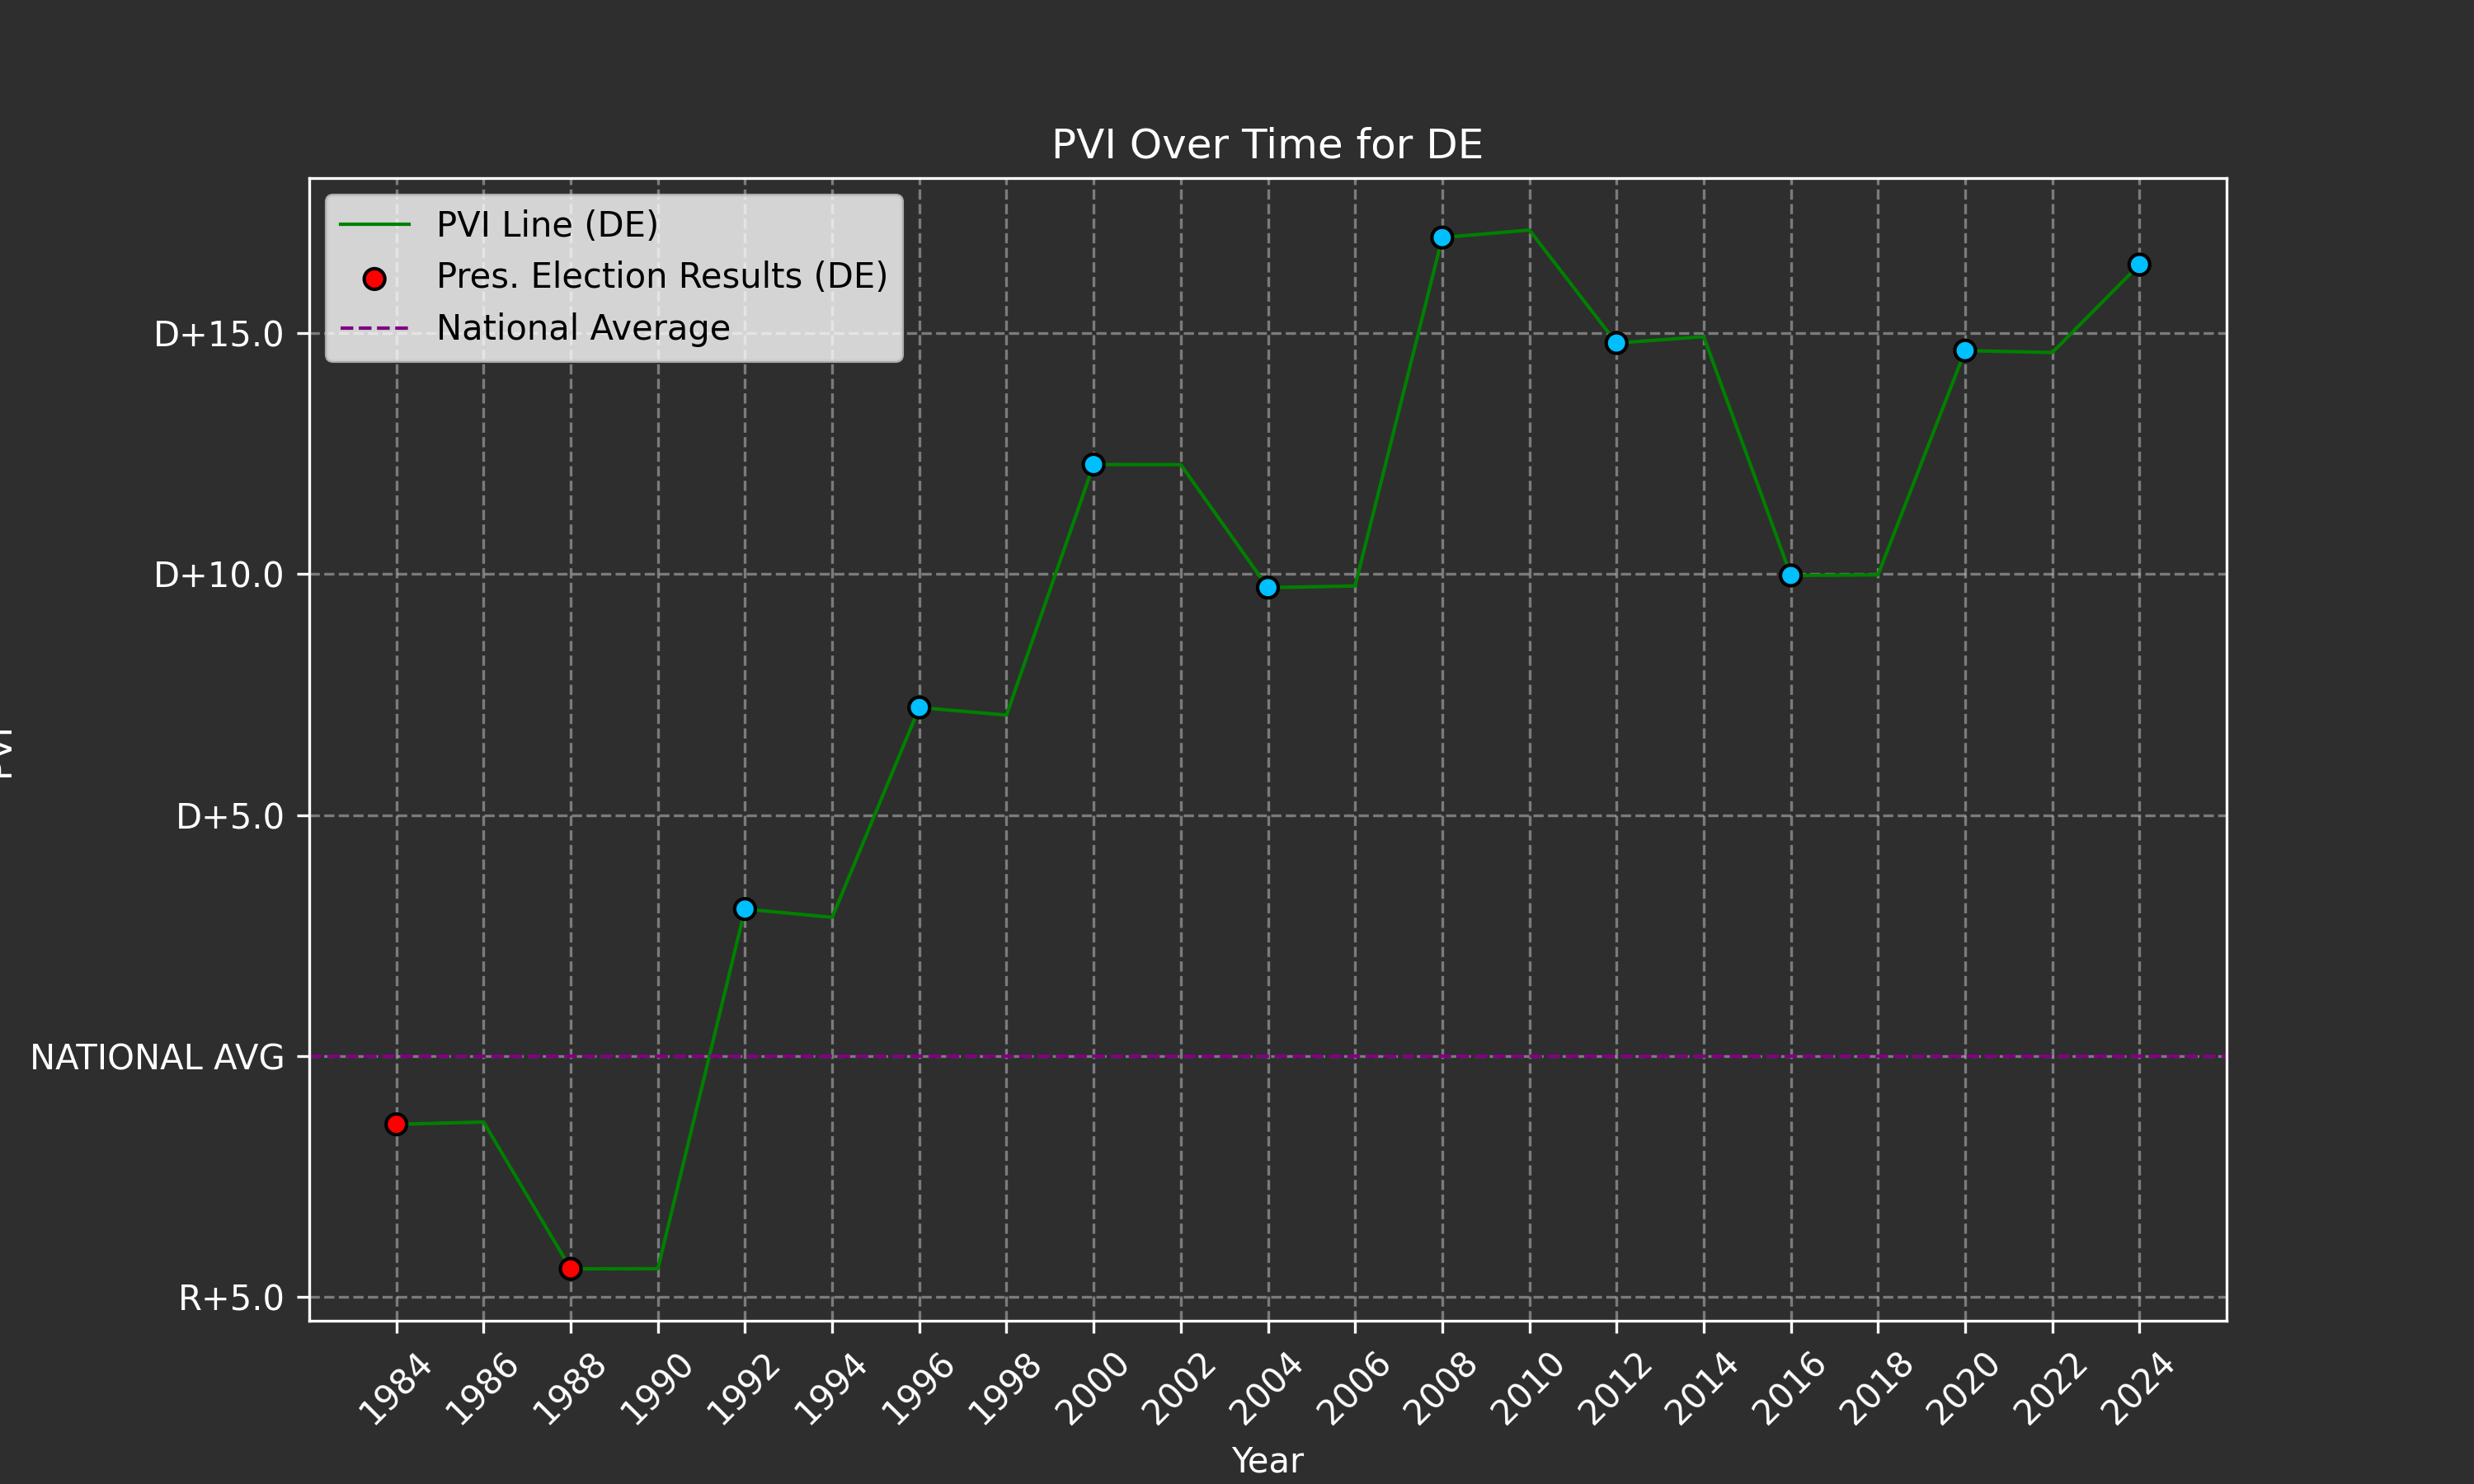 PVI Over Time for DE
PVI Line (DE)
Pres. Election Results (DE)
National Average
D+15.0
D+10.0
D+5.0
NATIONAL AVG
R+5.0
PVI
1984
1986
1988
1990
1992
1994
1996
1998
2000
2002
2004
2006
2008
2010
2012
2014
2016
2018
2020
2022
2024
Year